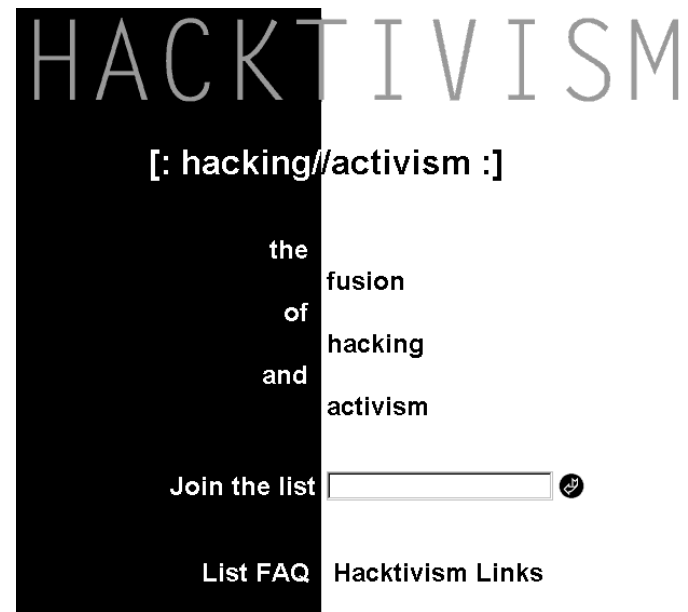 HACKTIVISM
[: hacking//activism :]
the
fusion
of
hacking
and
activism
Join the list
List FAQ Hacktivism Links